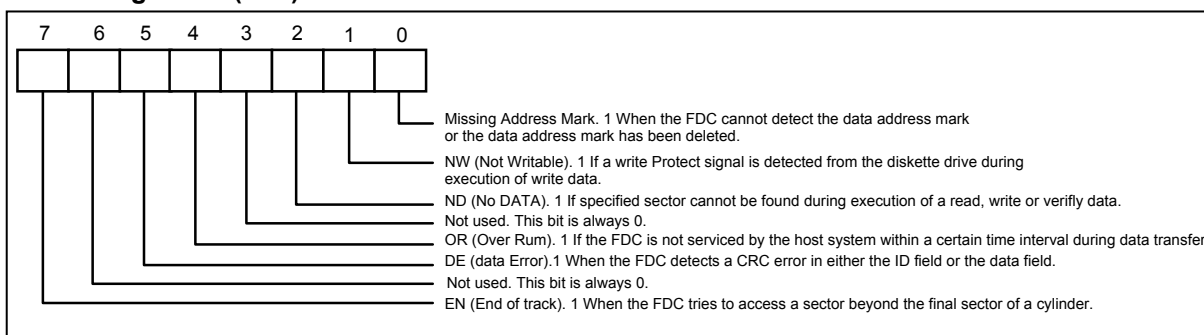 7 6 5 4 3 2 1 0
Missing Address Mark. 1 When the FDC cannot detect the data address mark
or the data address mark has been deleted.
NW (Not Writable). 1 If a write Protect signal is detected from the diskette drive during
execution of write data.
ND (No DATA). 1 If specified sector cannot be found during execution of a read, write or verifly data.
Not used. This bit is always 0.
OR (Over Rum). 1 If the FDC is not serviced by the host system within a certain time interval during data transfer
DE (data Error).1 When the FDC detects a CRC error in either the ID field or the data field.
Not used. This bit is always 0.
EN (End of track). 1 When the FDC tries to access a sector beyond the final sector of a cylinder.